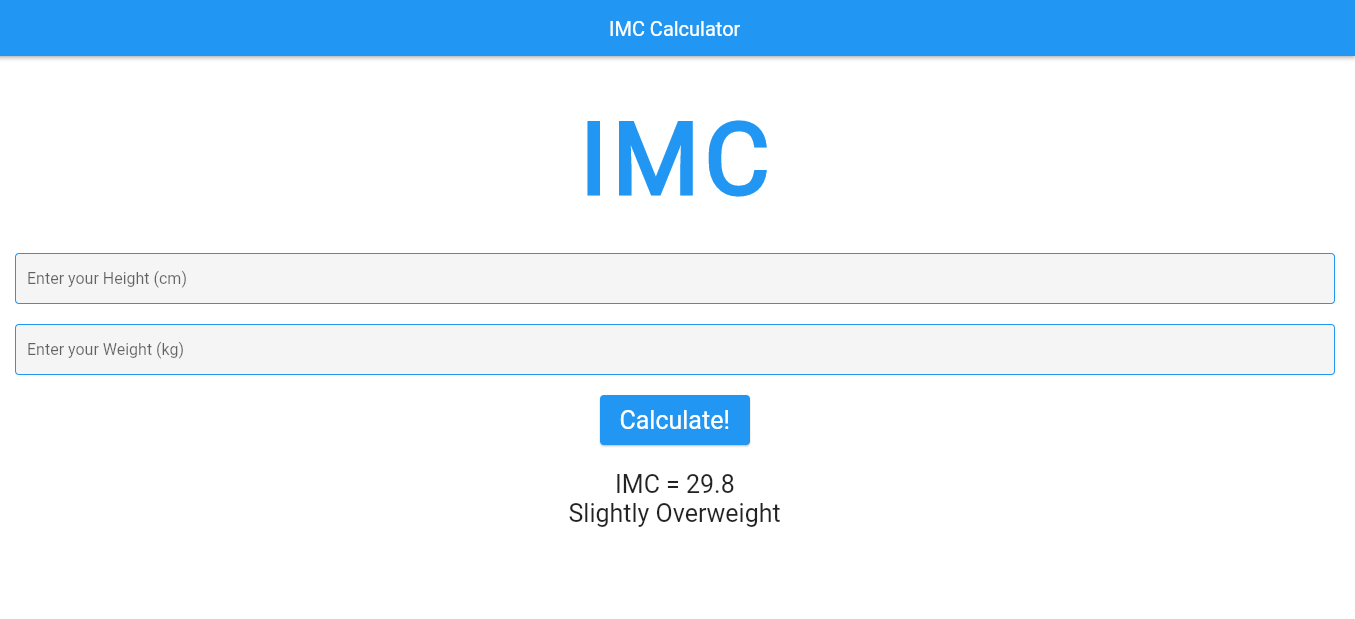 IMC Calculator
IMC
Enter your Height (cm)
Enter your Weight (kg)
Calculate!
IMC = 29.8
Slightly Overweight